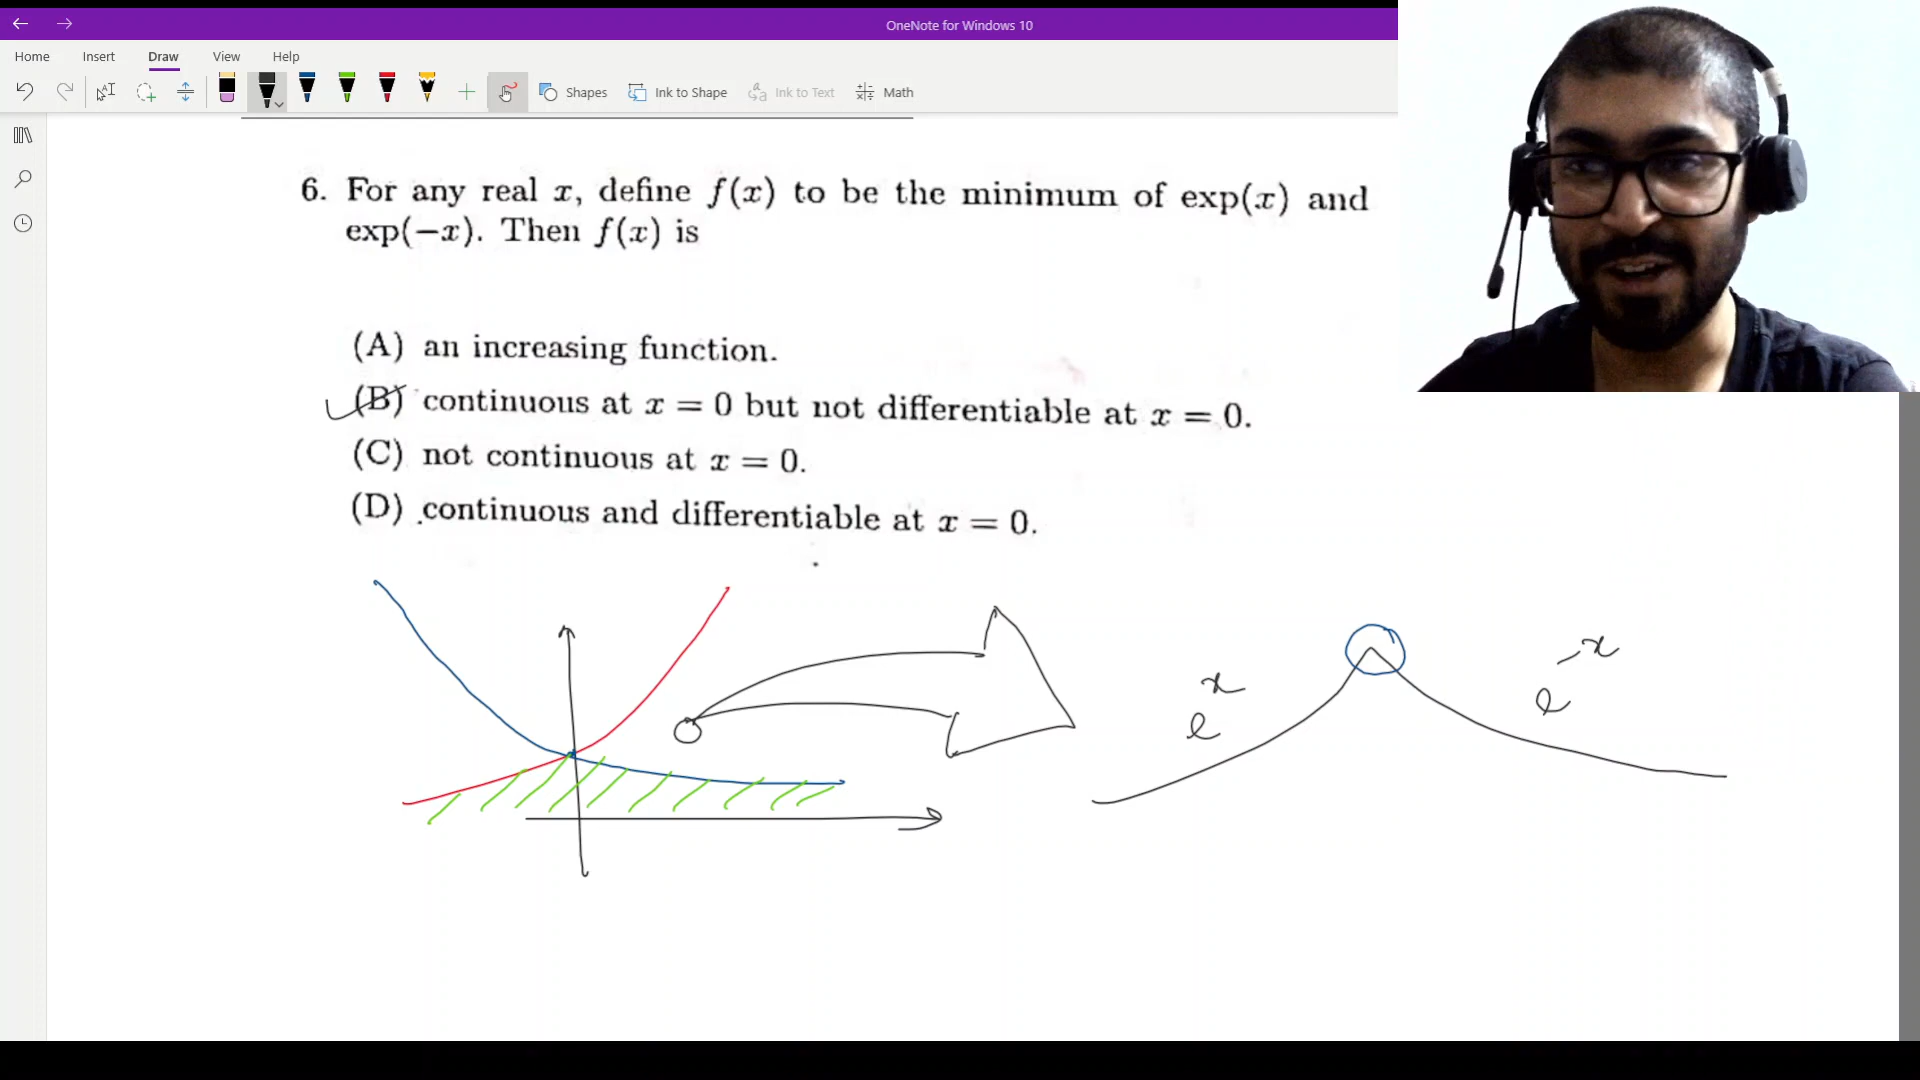 OneNote for Windows 10
Home Insert Draw View Help
Shapes Ink to Shape Ink to Text Math
6. For any real x, define f(x) to be the minimum of exp(x) and
exp(−x). Then f(x) is
(A) an increasing function.
(B) continuous at x = 0 but not differentiable at x = 0.
(C) not continuous at x = 0.
(D) continuous and differentiable at x = 0.
e^x
e^-x